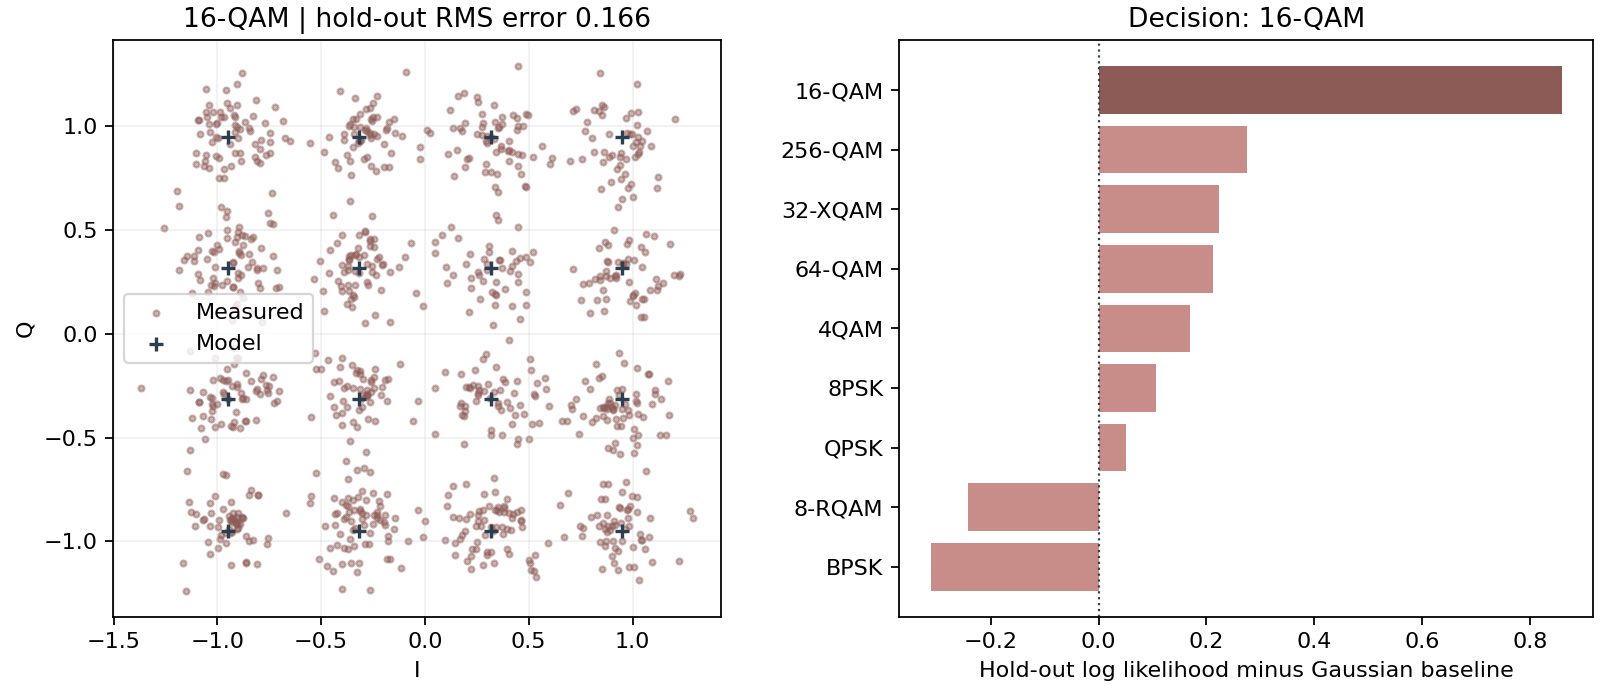 16-QAM | hold-out RMS error 0.166
Q
1.0
0.5
0.0
−0.5
−1.0
Measured
Model
−1.5
−1.0
−0.5
0.0
0.5
1.0
I
Decision: 16-QAM
16-QAM
256-QAM
32-XQAM
64-QAM
4QAM
8PSK
QPSK
8-RQAM
BPSK
−0.2
0.0
0.2
0.4
0.6
0.8
Hold-out log likelihood minus Gaussian baseline